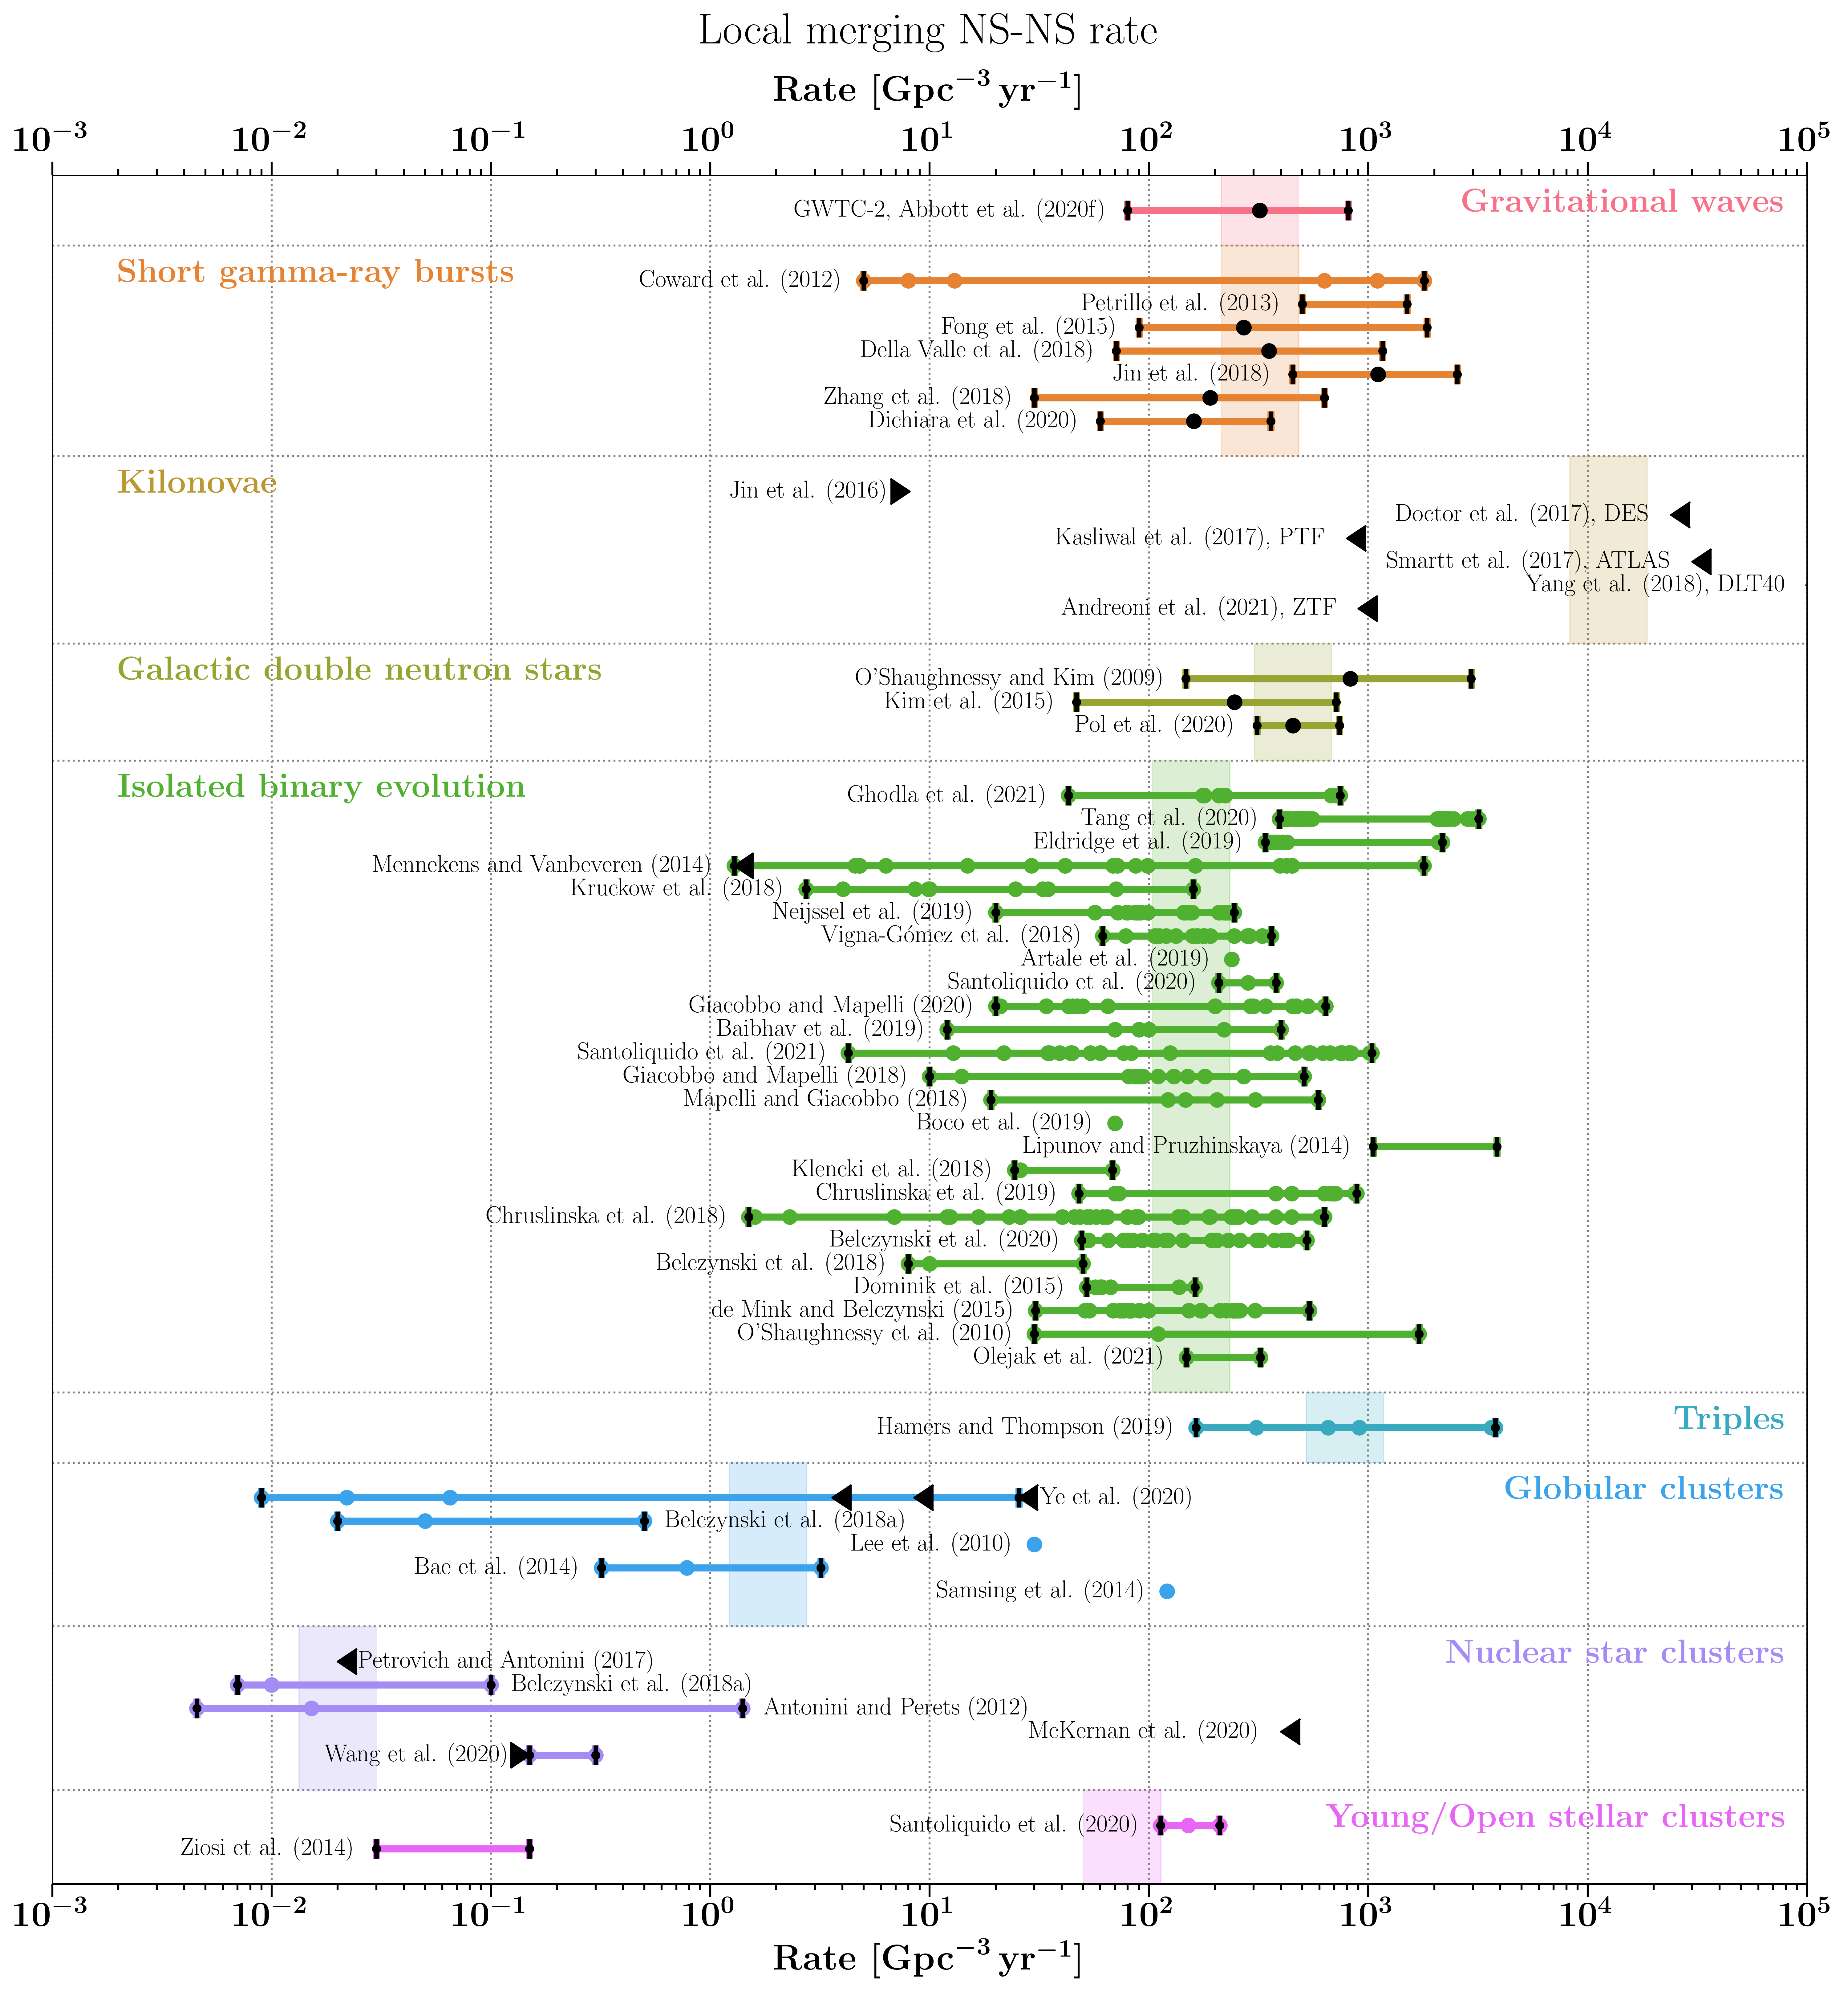 Local merging NS-NS rate
Rate [Gpc⁻³ yr⁻¹]
10⁻³ 10⁻² 10⁻¹ 10⁰ 10¹ 10² 10³ 10⁴ 10⁵
Gravitational waves
GWTC-2, Abbott et al. (2020f)
Short gamma-ray bursts
Coward et al. (2012)
Petrillo et al. (2013)
Fong et al. (2015)
Della Valle et al. (2018)
Jin et al. (2018)
Zhang et al. (2018)
Dichiara et al. (2020)
Kilonovae
Jin et al. (2016)
Doctor et al. (2017), DES
Kasliwal et al. (2017), PTF
Smartt et al. (2017), ATLAS
Yang et al. (2018), DLT40
Andreoni et al. (2021), ZTF
Galactic double neutron stars
O'Shaughnessy and Kim (2009)
Kim et al. (2015)
Pol et al. (2020)
Isolated binary evolution
Ghodla et al. (2021)
Tang et al. (2020)
Eldridge et al. (2019)
Mennekens and Vanbeveren (2014)
Kruckow et al. (2018)
Neijssel et al. (2019)
Vigna-Gómez et al. (2018)
Artale et al. (2019)
Santoliquido et al. (2020)
Giacobbo and Mapelli (2020)
Baibhav et al. (2019)
Santoliquido et al. (2021)
Giacobbo and Mapelli (2018)
Mapelli and Giacobbo (2018)
Boco et al. (2019)
Lipunov and Pruzhinskaya (2014)
Klencki et al. (2018)
Chruslinska et al. (2019)
Chruslinska et al. (2018)
Belczynski et al. (2020)
Belczynski et al. (2018)
Dominik et al. (2015)
de Mink and Belczynski (2015)
O'Shaughnessy et al. (2010)
Olejak et al. (2021)
Triples
Hamers and Thompson (2019)
Globular clusters
Ye et al. (2020)
Belczynski et al. (2018a)
Lee et al. (2010)
Bae et al. (2014)
Samsing et al. (2014)
Nuclear star clusters
Petrovich and Antonini (2017)
Belczynski et al. (2018a)
Antonini and Perets (2012)
McKernan et al. (2020)
Wang et al. (2020)
Young/Open stellar clusters
Santoliquido et al. (2020)
Ziosi et al. (2014)
10⁻³ 10⁻² 10⁻¹ 10⁰ 10¹ 10² 10³ 10⁴ 10⁵
Rate [Gpc⁻³ yr⁻¹]